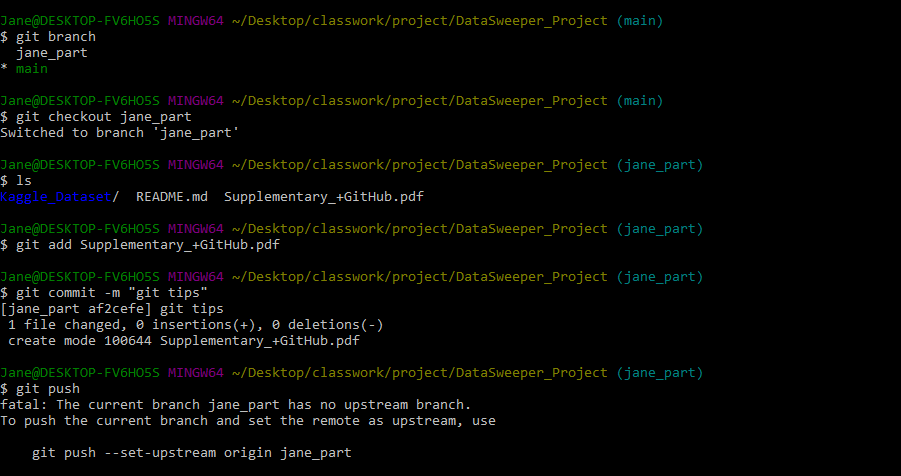 Jane@DESKTOP-FV6HO5S MINGW64 ~/Desktop/classwork/project/DataSweeper_Project (main)
$ git branch
  jane_part
* main
Jane@DESKTOP-FV6HO5S MINGW64 ~/Desktop/classwork/project/DataSweeper_Project (main)
$ git checkout jane_part
Switched to branch 'jane_part'
Jane@DESKTOP-FV6HO5S MINGW64 ~/Desktop/classwork/project/DataSweeper_Project (jane_part)
$ ls
Kaggle_Dataset/  README.md  Supplementary_+GitHub.pdf
Jane@DESKTOP-FV6HO5S MINGW64 ~/Desktop/classwork/project/DataSweeper_Project (jane_part)
$ git add Supplementary_+GitHub.pdf
Jane@DESKTOP-FV6HO5S MINGW64 ~/Desktop/classwork/project/DataSweeper_Project (jane_part)
$ git commit -m "git tips"
[jane_part af2cefe] git tips
 1 file changed, 0 insertions(+), 0 deletions(-)
 create mode 100644 Supplementary_+GitHub.pdf
Jane@DESKTOP-FV6HO5S MINGW64 ~/Desktop/classwork/project/DataSweeper_Project (jane_part)
$ git push
fatal: The current branch jane_part has no upstream branch.
To push the current branch and set the remote as upstream, use
    git push --set-upstream origin jane_part